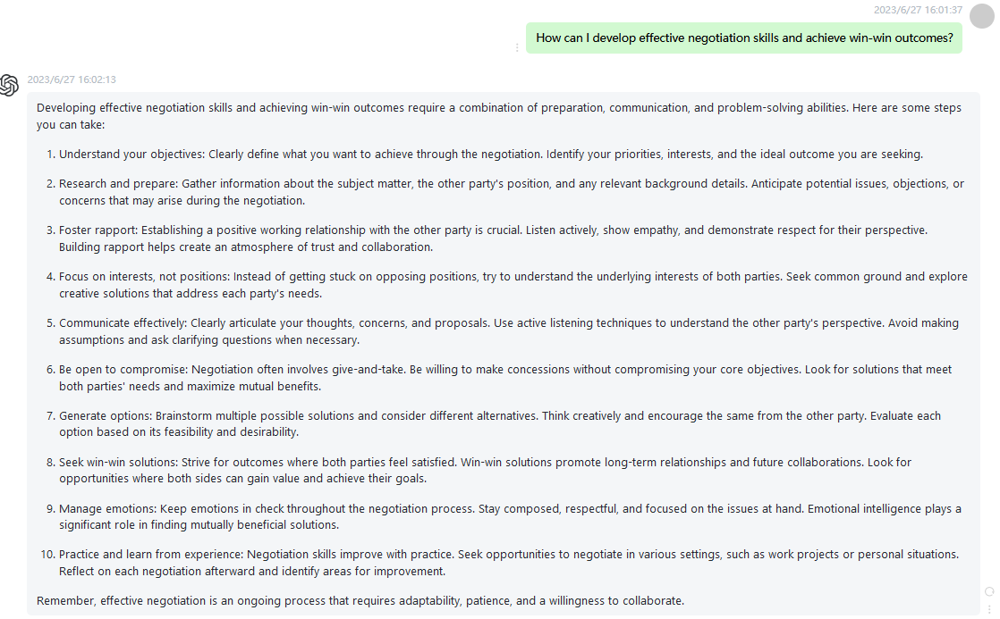 2023/6/27 16:01:37
How can I develop effective negotiation skills and achieve win-win outcomes?
2023/6/27 16:02:13
Developing effective negotiation skills and achieving win-win outcomes require a combination of preparation, communication, and problem-solving abilities. Here are some steps
you can take:
1. Understand your objectives: Clearly define what you want to achieve through the negotiation. Identify your priorities, interests, and the ideal outcome you are seeking.
2. Research and prepare: Gather information about the subject matter, the other party's position, and any relevant background details. Anticipate potential issues, objections, or
concerns that may arise during the negotiation.
3. Foster rapport: Establishing a positive working relationship with the other party is crucial. Listen actively, show empathy, and demonstrate respect for their perspective.
Building rapport helps create an atmosphere of trust and collaboration.
4. Focus on interests, not positions: Instead of getting stuck on opposing positions, try to understand the underlying interests of both parties. Seek common ground and explore
creative solutions that address each party's needs.
5. Communicate effectively: Clearly articulate your thoughts, concerns, and proposals. Use active listening techniques to understand the other party's perspective. Avoid making
assumptions and ask clarifying questions when necessary.
6. Be open to compromise: Negotiation often involves give-and-take. Be willing to make concessions without compromising your core objectives. Look for solutions that meet
both parties' needs and maximize mutual benefits.
7. Generate options: Brainstorm multiple possible solutions and consider different alternatives. Think creatively and encourage the same from the other party. Evaluate each
option based on its feasibility and desirability.
8. Seek win-win solutions: Strive for outcomes where both parties feel satisfied. Win-win solutions promote long-term relationships and future collaborations. Look for
opportunities where both sides can gain value and achieve their goals.
9. Manage emotions: Keep emotions in check throughout the negotiation process. Stay composed, respectful, and focused on the issues at hand. Emotional intelligence plays a
significant role in finding mutually beneficial solutions.
10. Practice and learn from experience: Negotiation skills improve with practice. Seek opportunities to negotiate in various settings, such as work projects or personal situations.
Reflect on each negotiation afterward and identify areas for improvement.
Remember, effective negotiation is an ongoing process that requires adaptability, patience, and a willingness to collaborate.